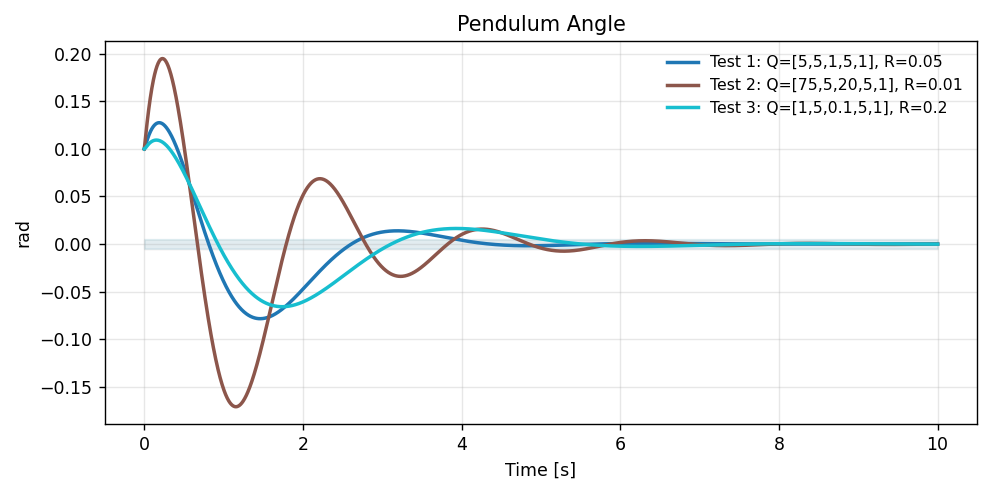 Pendulum Angle
Test 1: Q=[5,5,1,5,1], R=0.05
Test 2: Q=[75,5,20,5,1], R=0.01
Test 3: Q=[1,5,0.1,5,1], R=0.2
rad
0.20
0.15
0.10
0.05
0.00
−0.05
−0.10
−0.15
0 2 4 6 8 10
Time [s]